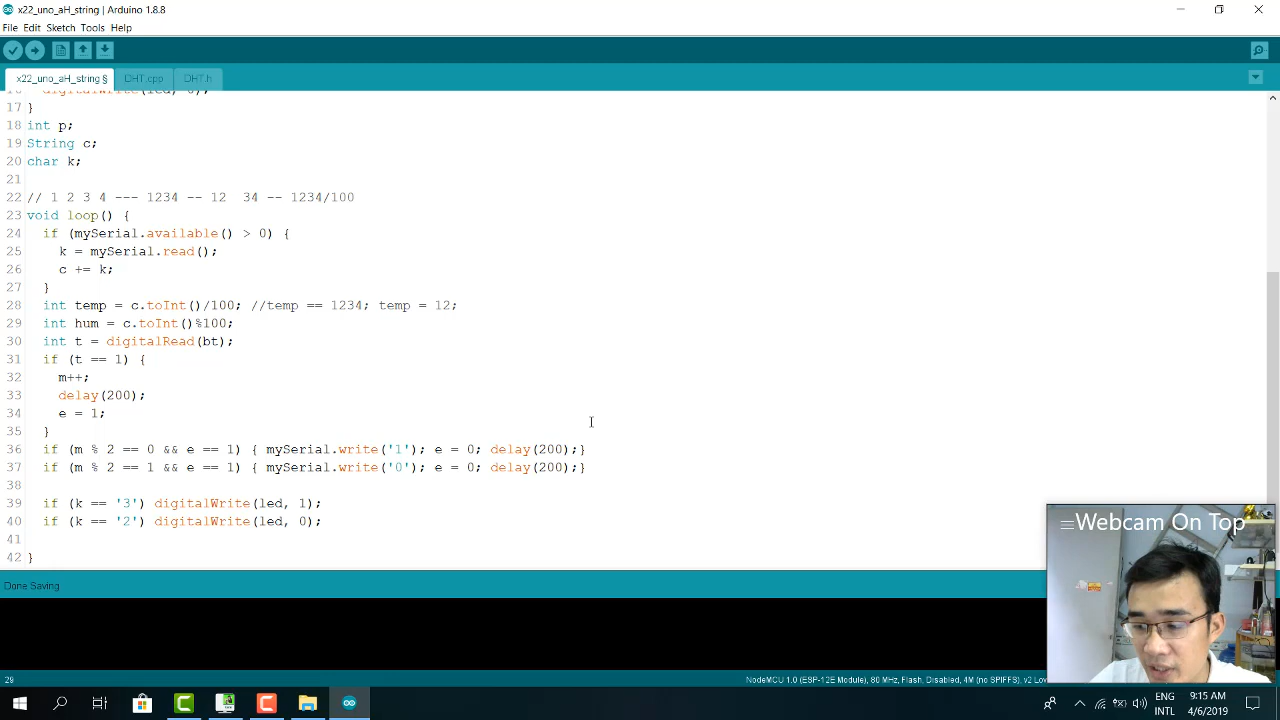 x22_uno_aH_string | Arduino 1.8.8
File Edit Sketch Tools Help
x22_uno_aH_string § DHT.cpp DHT.h
16 digitalWrite(led, 0);
17 }
18 int p;
19 String c;
20 char k;
21
22 // 1 2 3 4 --- 1234 -- 12  34 -- 1234/100
23 void loop() {
24 if (mySerial.available() > 0) {
25 k = mySerial.read();
26 c += k;
27 }
28 int temp = c.toInt()/100; //temp == 1234; temp = 12;
29 int hum = c.toInt()%100;
30 int t = digitalRead(bt);
31 if (t == 1) {
32 m++;
33 delay(200);
34 e = 1;
35 }
36 if (m % 2 == 0 && e == 1) { mySerial.write('1'); e = 0; delay(200);}
37 if (m % 2 == 1 && e == 1) { mySerial.write('0'); e = 0; delay(200);}
38
39 if (k == '3') digitalWrite(led, 1);
40 if (k == '2') digitalWrite(led, 0);
41
42 }
Webcam On Top
Done Saving
29 NodeMCU 1.0 (ESP-12E Module), 80 MHz, Flash, Disabled, 4M (no SPIFFS), v2 Low
ENG 9:15 AM
INTL 4/6/2019